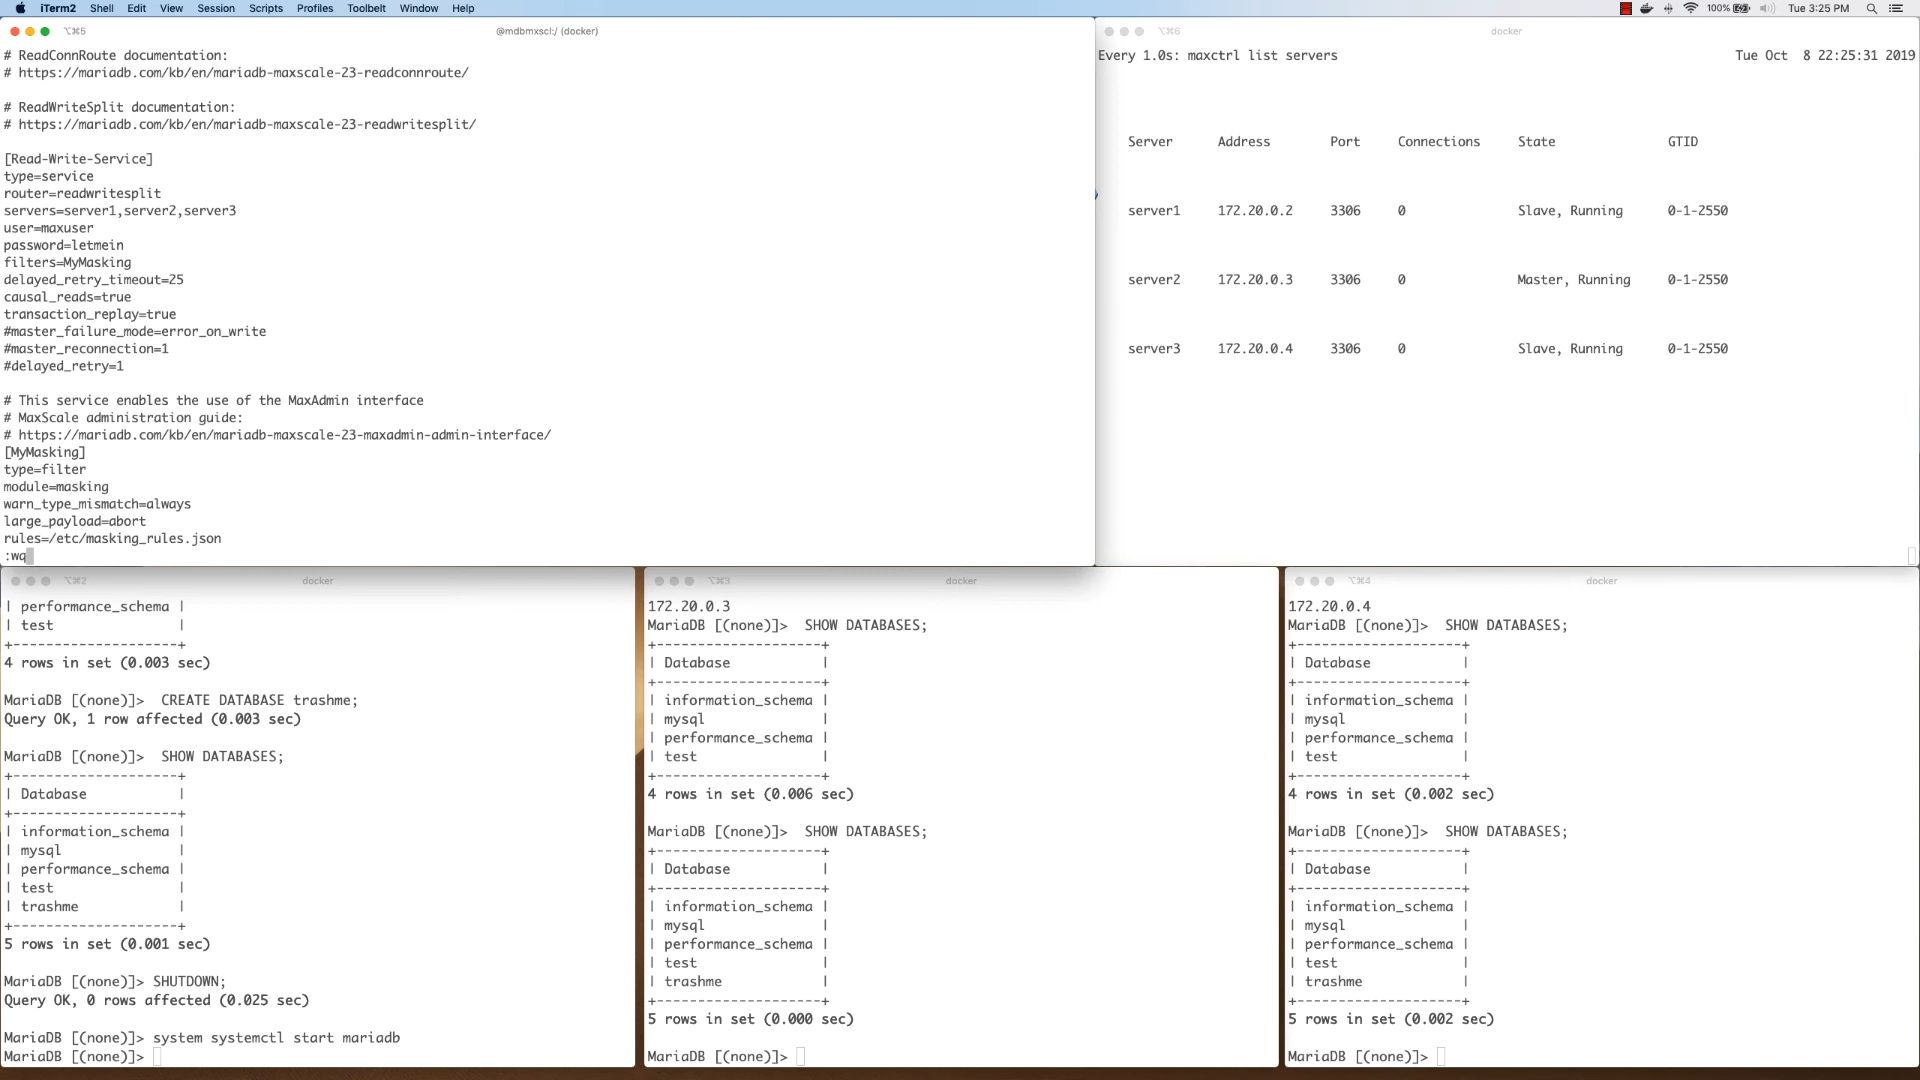 iTerm2 Shell Edit View Session Scripts Profiles Toolbelt Window Help
100% Tue 3:25 PM
⌥⌘5 @mdbmxscl:/ (docker)
# ReadConnRoute documentation:
# https://mariadb.com/kb/en/mariadb-maxscale-23-readconnroute/
# ReadWriteSplit documentation:
# https://mariadb.com/kb/en/mariadb-maxscale-23-readwritesplit/
[Read-Write-Service]
type=service
router=readwritesplit
servers=server1,server2,server3
user=maxuser
password=letmein
filters=MyMasking
delayed_retry_timeout=25
causal_reads=true
transaction_replay=true
#master_failure_mode=error_on_write
#master_reconnection=1
#delayed_retry=1
# This service enables the use of the MaxAdmin interface
# MaxScale administration guide:
# https://mariadb.com/kb/en/mariadb-maxscale-23-maxadmin-admin-interface/
[MyMasking]
type=filter
module=masking
warn_type_mismatch=always
large_payload=abort
rules=/etc/masking_rules.json
:wq
⌥⌘6 docker
Every 1.0s: maxctrl list servers Tue Oct  8 22:25:31 2019
Server Address Port Connections State GTID
server1 172.20.0.2 3306 0 Slave, Running 0-1-2550
server2 172.20.0.3 3306 0 Master, Running 0-1-2550
server3 172.20.0.4 3306 0 Slave, Running 0-1-2550
⌥⌘2 docker
| performance_schema |
| test               |
+--------------------+
4 rows in set (0.003 sec)
MariaDB [(none)]>  CREATE DATABASE trashme;
Query OK, 1 row affected (0.003 sec)
MariaDB [(none)]>  SHOW DATABASES;
+--------------------+
| Database           |
+--------------------+
| information_schema |
| mysql              |
| performance_schema |
| test               |
| trashme            |
+--------------------+
5 rows in set (0.001 sec)
MariaDB [(none)]> SHUTDOWN;
Query OK, 0 rows affected (0.025 sec)
MariaDB [(none)]> system systemctl start mariadb
MariaDB [(none)]>
⌥⌘3 docker
172.20.0.3
MariaDB [(none)]>  SHOW DATABASES;
+--------------------+
| Database           |
+--------------------+
| information_schema |
| mysql              |
| performance_schema |
| test               |
+--------------------+
4 rows in set (0.006 sec)
MariaDB [(none)]>  SHOW DATABASES;
+--------------------+
| Database           |
+--------------------+
| information_schema |
| mysql              |
| performance_schema |
| test               |
| trashme            |
+--------------------+
5 rows in set (0.000 sec)
MariaDB [(none)]>
⌥⌘4 docker
172.20.0.4
MariaDB [(none)]>  SHOW DATABASES;
+--------------------+
| Database           |
+--------------------+
| information_schema |
| mysql              |
| performance_schema |
| test               |
+--------------------+
4 rows in set (0.002 sec)
MariaDB [(none)]>  SHOW DATABASES;
+--------------------+
| Database           |
+--------------------+
| information_schema |
| mysql              |
| performance_schema |
| test               |
| trashme            |
+--------------------+
5 rows in set (0.002 sec)
MariaDB [(none)]>